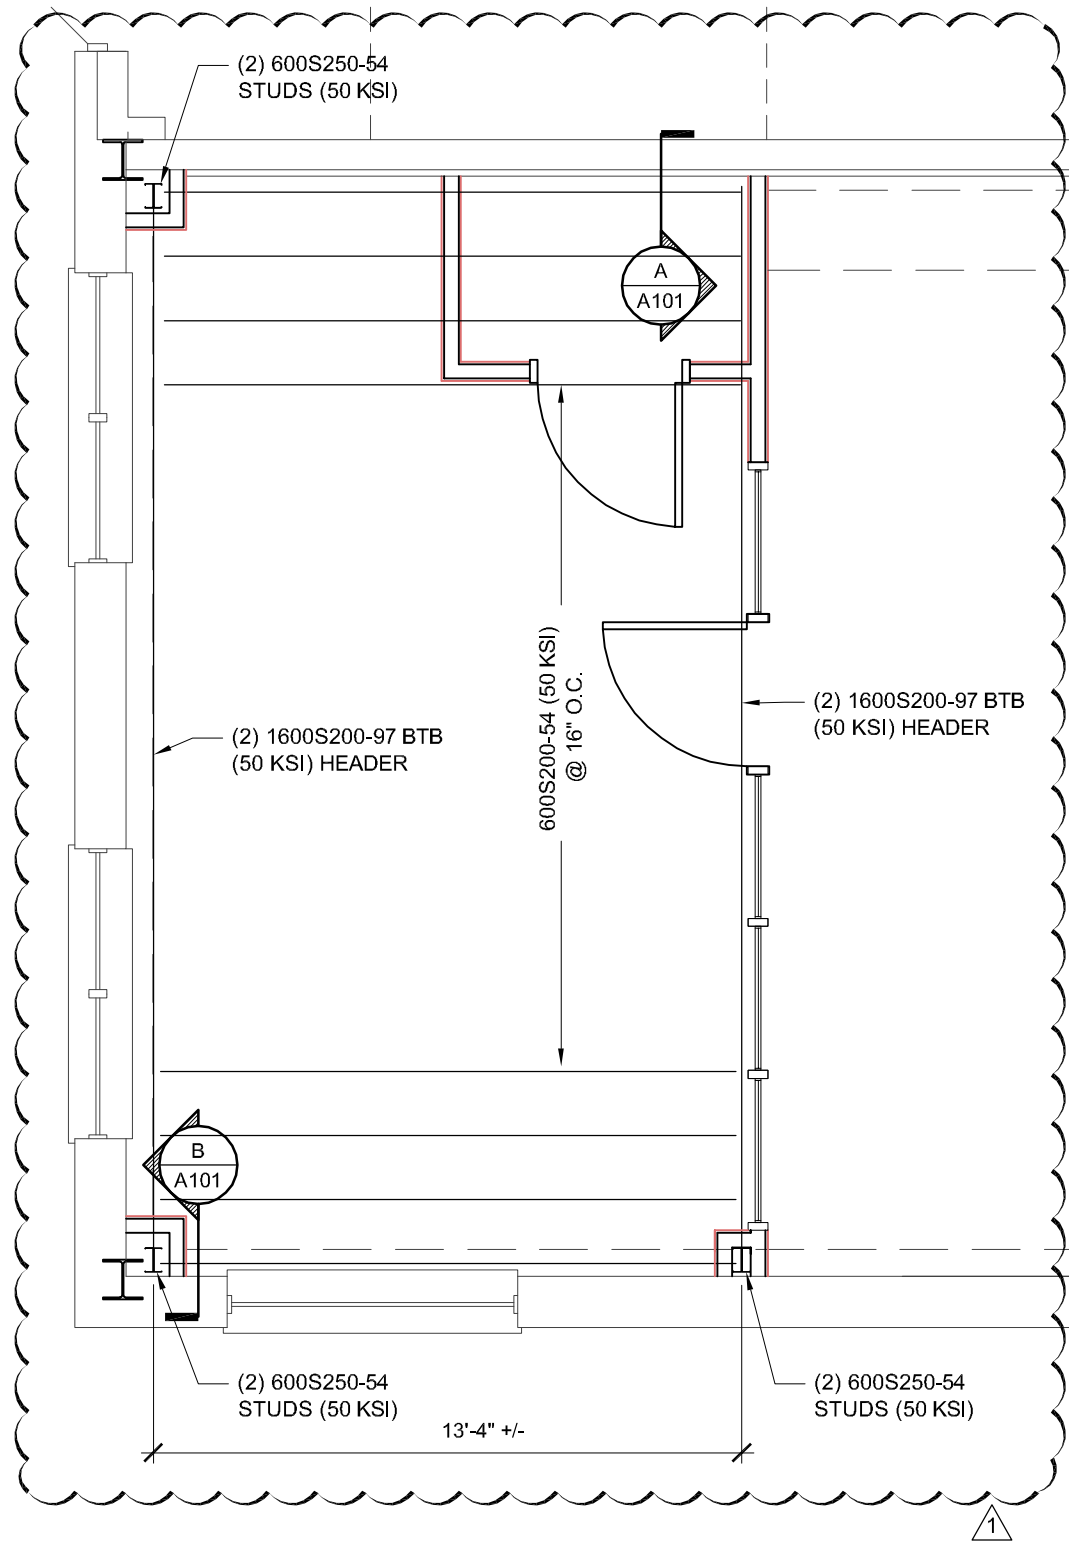 (2) 600S250-54
STUDS (50 KSI)
A
A101
600S200-54 (50 KSI)
@ 16" O.C.
(2) 1600S200-97 BTB
(50 KSI) HEADER
(2) 1600S200-97 BTB
(50 KSI) HEADER
B
A101
(2) 600S250-54
STUDS (50 KSI)
(2) 600S250-54
STUDS (50 KSI)
13'-4" +/-
1